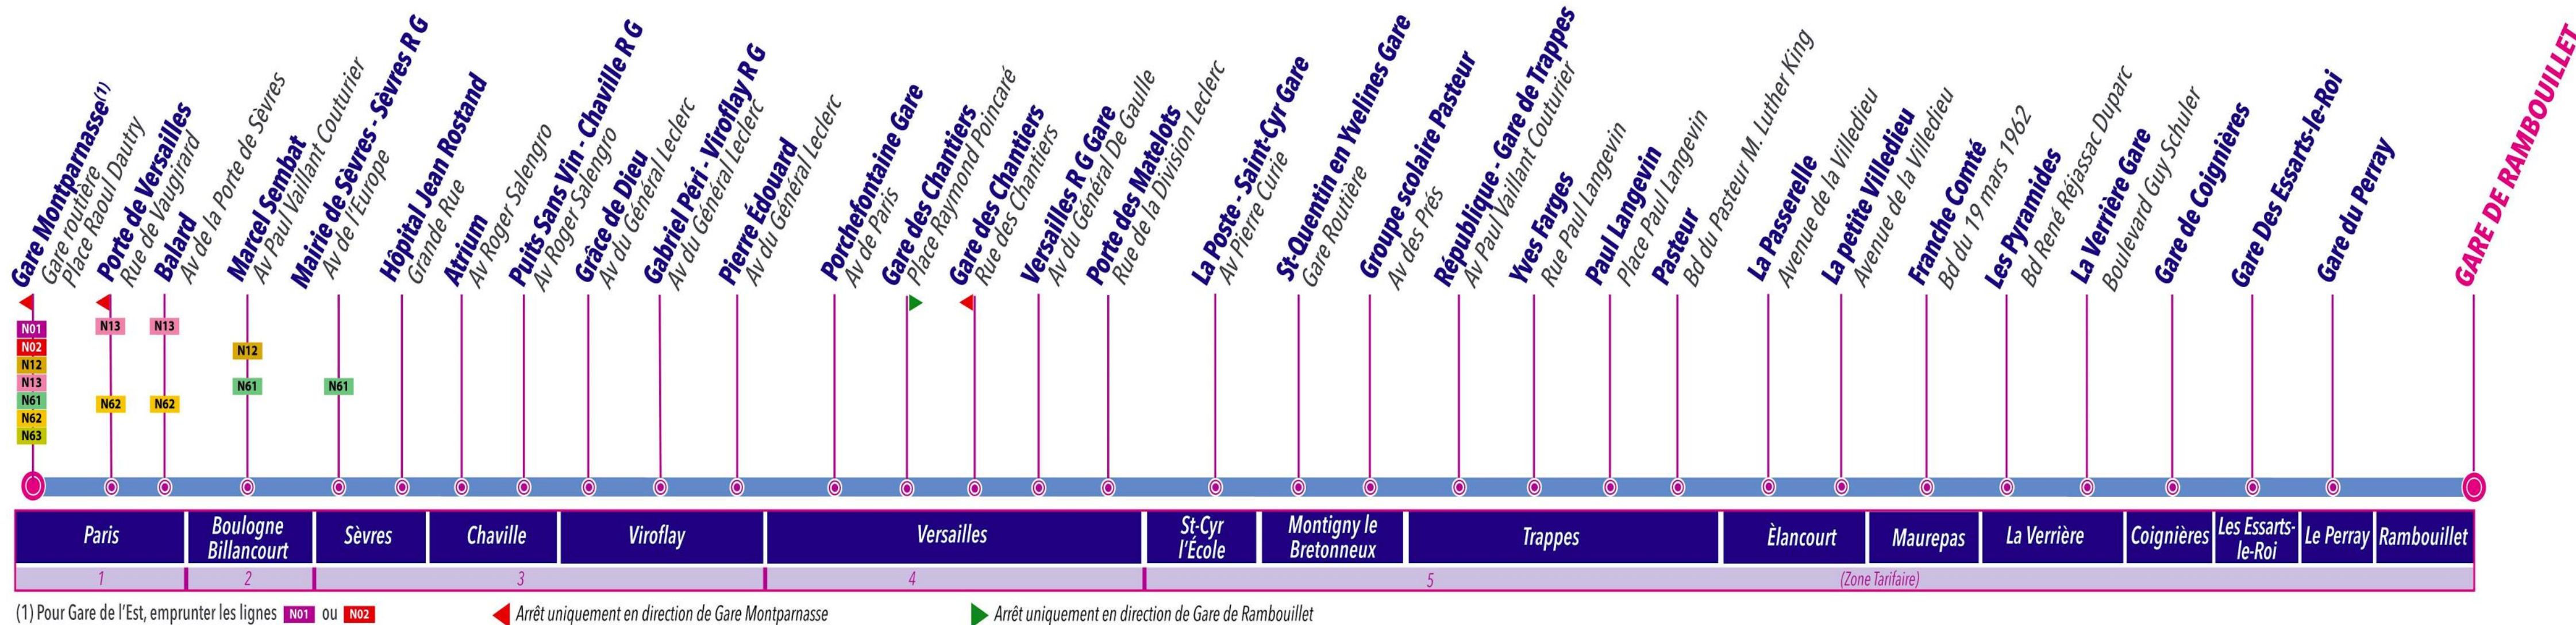 Gare Montparnasse(1)
Gare routière
Place Raoul Dautry
Porte de Versailles
Rue de Vaugirard
Balard
Av de la Porte de Sèvres
Marcel Sembat
Av Paul Vaillant Couturier
Mairie de Sèvres - Sèvres R G
Av de l'Europe
Hôpital Jean Rostand
Grande Rue
Atrium
Av Roger Salengro
Puits Sans Vin - Chaville R G
Av Roger Salengro
Grâce de Dieu
Av du Général Leclerc
Gabriel Péri - Viroflay R G
Av du Général Leclerc
Pierre Édouard
Av du Général Leclerc
Porchefontaine Gare
Av de Paris
Gare des Chantiers
Place Raymond Poincaré
Gare des Chantiers
Rue des Chantiers
Versailles R G Gare
Av du Général De Gaulle
Porte des Matelots
Rue de la Division Leclerc
La Poste - Saint-Cyr Gare
Av Pierre Curie
St-Quentin en Yvelines Gare
Gare Routière
Groupe scolaire Pasteur
Av des Prés
République - Gare de Trappes
Av Paul Vaillant Couturier
Yves Farges
Rue Paul Langevin
Paul Langevin
Place Paul Langevin
Pasteur
Bd du Pasteur M. Luther King
La Passerelle
Avenue de la Villedieu
La petite Villedieu
Avenue de la Villedieu
Franche Comté
Bd du 19 mars 1962
Les Pyramides
Bd René Réjassac Duparc
La Verrière Gare
Boulevard Guy Schuler
Gare de Coignières
Gare Des Essarts-le-Roi
Gare du Perray
GARE DE RAMBOUILLET
N01
N02
N12
N13
N61
N62
N63
N13
N62
N13
N62
N12
N61
N61
Paris
Boulogne
Billancourt
Sèvres
Chaville
Viroflay
Versailles
St-Cyr
l'École
Montigny le
Bretonneux
Trappes
Èlancourt
Maurepas
La Verrière
Coignières
Les Essarts-
le-Roi
Le Perray
Rambouillet
1
2
3
4
5
(Zone Tarifaire)
(1) Pour Gare de l'Est, emprunter les lignes N01 ou N02
Arrêt uniquement en direction de Gare Montparnasse
Arrêt uniquement en direction de Gare de Rambouillet